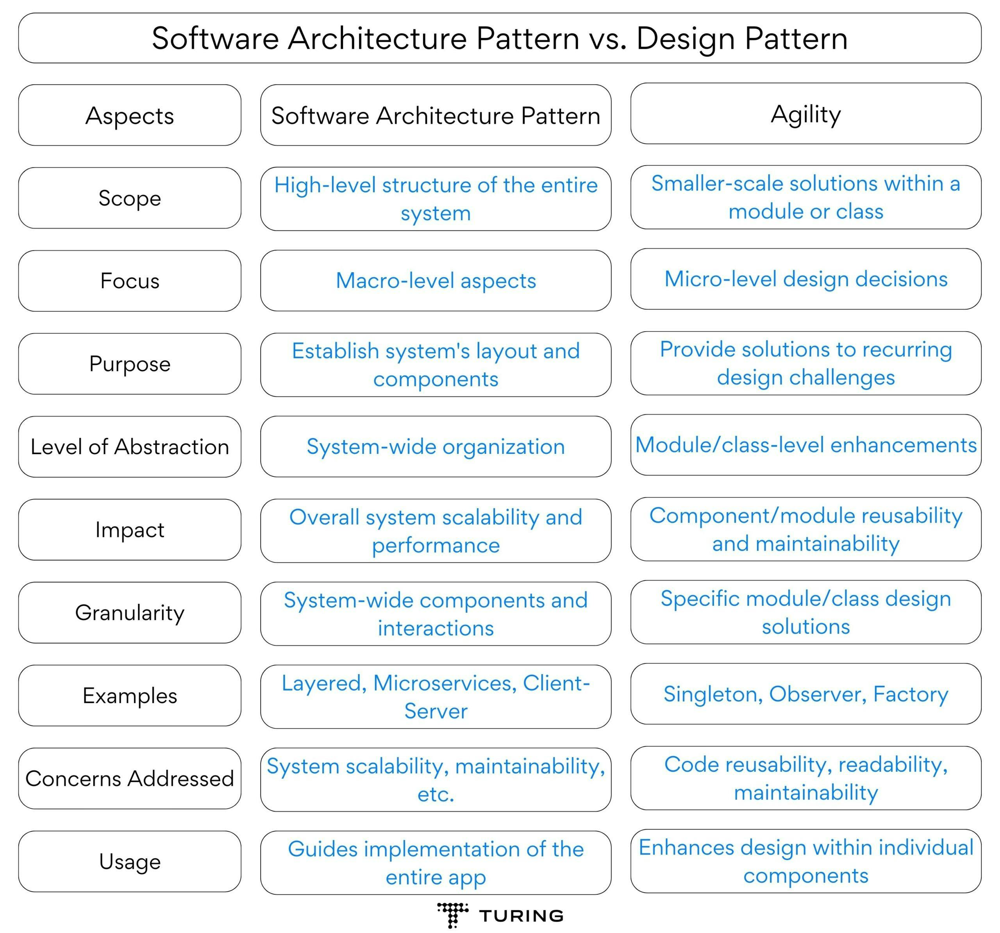 Software Architecture Pattern vs. Design Pattern
Aspects
Software Architecture Pattern
Agility
Scope
High-level structure of the entire
system
Smaller-scale solutions within a
module or class
Focus
Macro-level aspects
Micro-level design decisions
Purpose
Establish system's layout and
components
Provide solutions to recurring
design challenges
Level of Abstraction
System-wide organization
Module/class-level enhancements
Impact
Overall system scalability and
performance
Component/module reusability
and maintainability
Granularity
System-wide components and
interactions
Specific module/class design
solutions
Examples
Layered, Microservices, Client-
Server
Singleton, Observer, Factory
Concerns Addressed
System scalability, maintainability,
etc.
Code reusability, readability,
maintainability
Usage
Guides implementation of the
entire app
Enhances design within individual
components
TURING